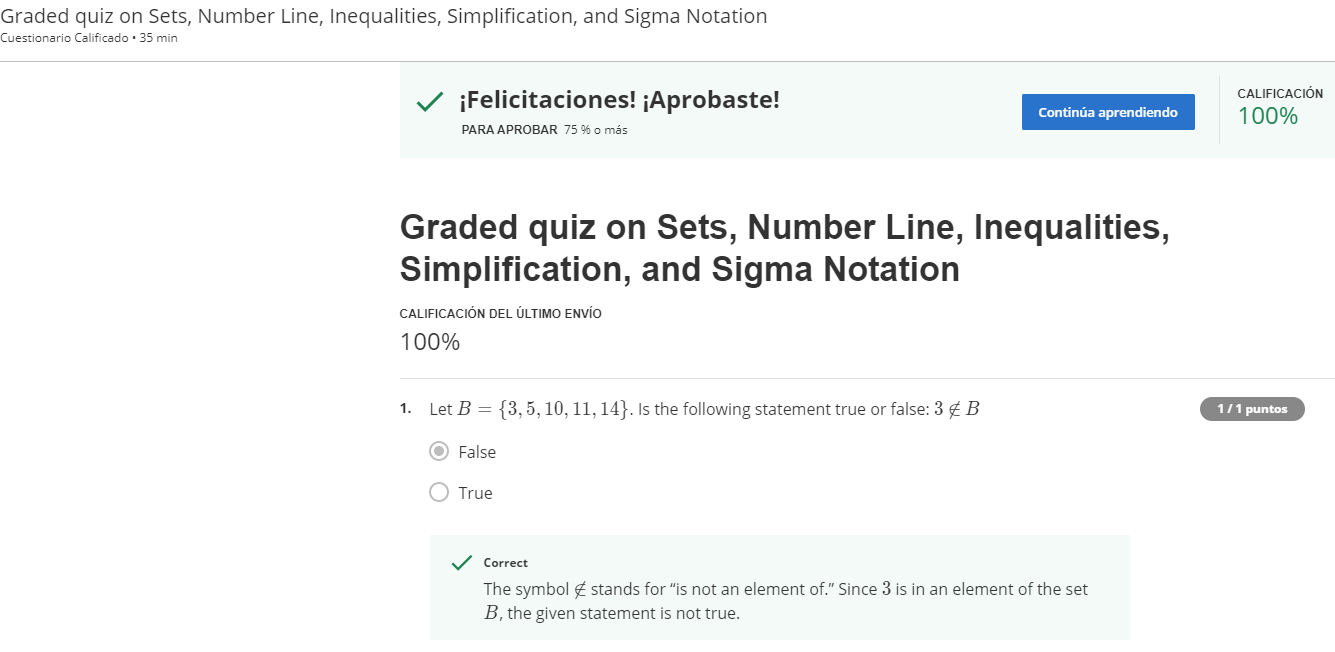 Graded quiz on Sets, Number Line, Inequalities, Simplification, and Sigma Notation
Cuestionario Calificado • 35 min
¡Felicitaciones! ¡Aprobaste!
PARA APROBAR 75 % o más
Continúa aprendiendo
CALIFICACIÓN
100%
Graded quiz on Sets, Number Line, Inequalities,
Simplification, and Sigma Notation
CALIFICACIÓN DEL ÚLTIMO ENVÍO
100%
1. Let B = {3, 5, 10, 11, 14}. Is the following statement true or false: 3 ∉ B
1 / 1 puntos
False
True
Correct
The symbol ∉ stands for “is not an element of.” Since 3 is in an element of the set
B, the given statement is not true.